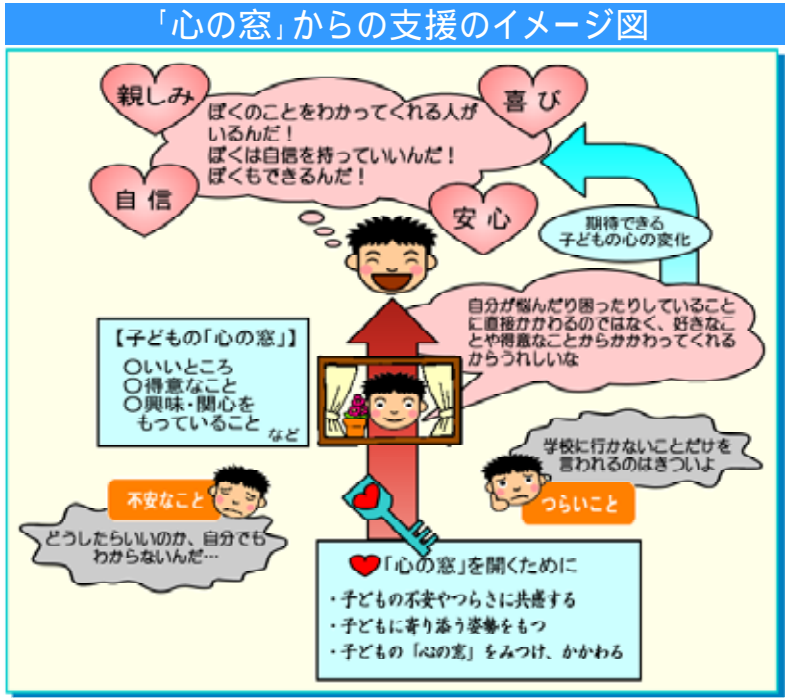 「心の窓」からの支援のイメージ図
親しみ
喜び
ぼくのことをわかってくれる人が
いるんだ！
ぼくは自信を持っていいんだ！
ぼくもできるんだ！
自信
安心
期待できる
子どもの心の変化
自分が悩んだり困ったりしていること
に直接かかわるのではなく、好きなこ
とや得意なことからかかわってくれる
からうれしいな
【子どもの「心の窓」】
○いいところ
○得意なこと
○興味・関心を
もっていること
など
学校に行かないことだけを
言われるのはきついよ
つらいこと
不安なこと
どうしたらいいのか、自分でも
わからないんだ…
「心の窓」を開くために
・子どもの不安やつらさに共感する
・子どもに寄り添う姿勢をもつ
・子どもの「心の窓」をみつけ、かかわる